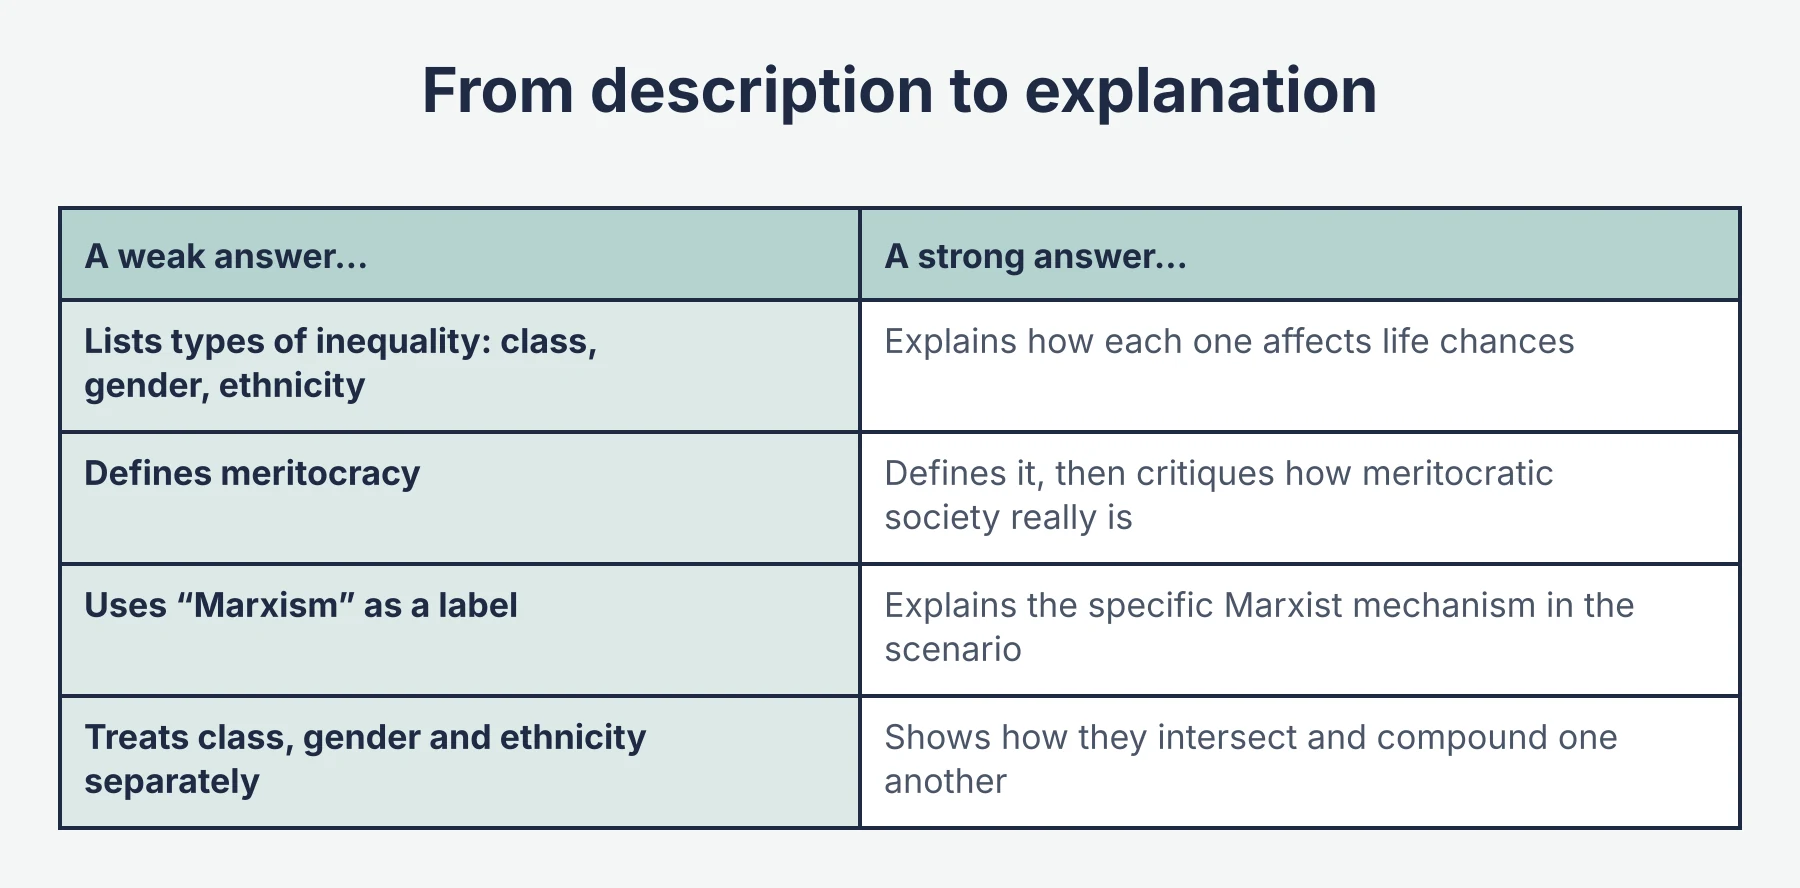 From description to explanation
A weak answer…
A strong answer…
Lists types of inequality: class,
gender, ethnicity
Explains how each one affects life chances
Defines meritocracy
Defines it, then critiques how meritocratic
society really is
Uses “Marxism” as a label
Explains the specific Marxist mechanism in the
scenario
Treats class, gender and ethnicity
separately
Shows how they intersect and compound one
another